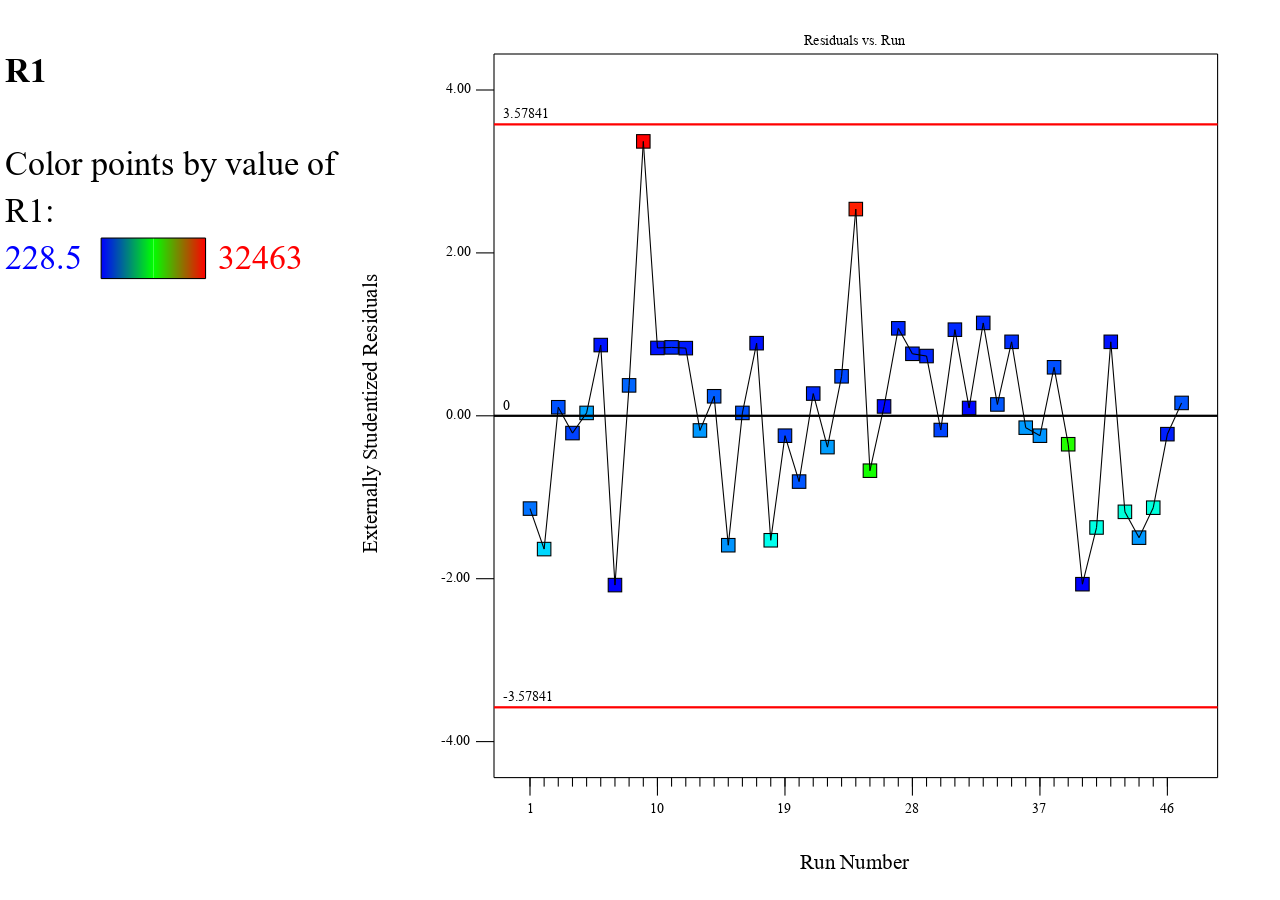 Residuals vs. Run
R1
Color points by value of
R1:
228.5 32463
Externally Studentized Residuals
4.00
3.57841
2.00
0.00
0
-2.00
-3.57841
-4.00
1 10 19 28 37 46
Run Number